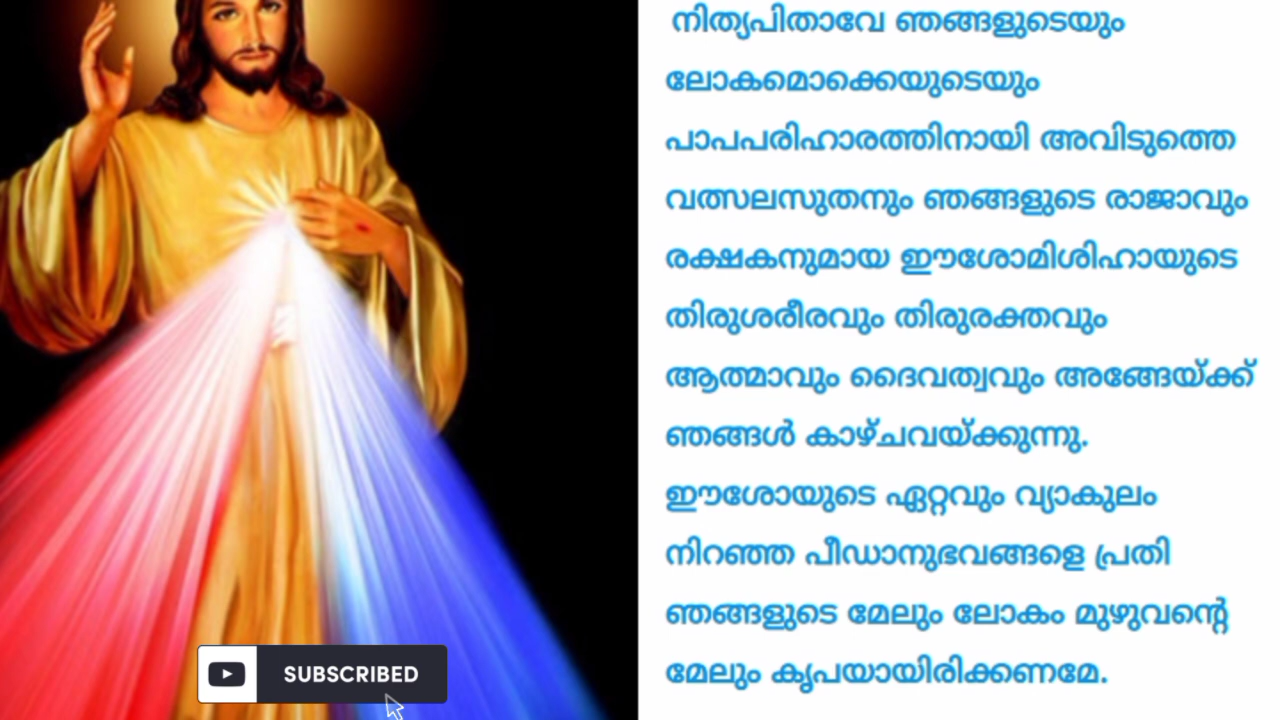 നിത്യപിതാവേ ഞങ്ങളുടെയും
ലോകമൊക്കെയുടെയും
പാപപരിഹാരത്തിനായി അവിടുത്തെ
വത്സലസുതനും ഞങ്ങളുടെ രാജാവും
രക്ഷകനുമായ ഈശോമിശിഹായുടെ
തിരുശരീരവും തിരുരക്തവും
ആത്മാവും ദൈവത്വവും അങ്ങേയ്ക്ക്
ഞങ്ങൾ കാഴ്ചവയ്ക്കുന്നു.
ഈശോയുടെ ഏറ്റവും വ്യാകുലം
നിറഞ്ഞ പീഡാനുഭവങ്ങളെ പ്രതി
ഞങ്ങളുടെ മേലും ലോകം മുഴുവന്റെ
മേലും കൃപയായിരിക്കണമേ.
SUBSCRIBED